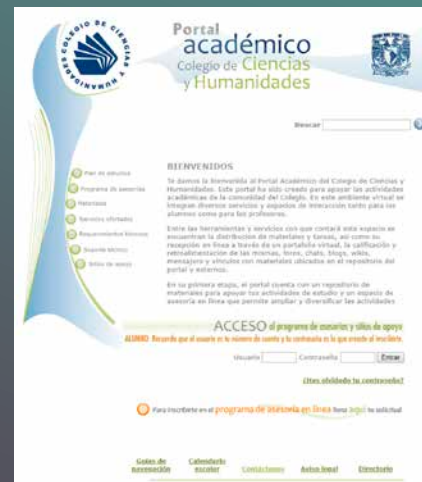 COLEGIO DE CIENCIAS Y HUMANIDADES
Portal
académico
Colegio de Ciencias
y Humanidades
Buscar
Plan de estudios
Programa de asesorías
Materiales
Servicios ofertados
Requerimientos técnicos
Soporte técnico
Sitios de apoyo
BIENVENIDOS
Te damos la bienvenida al Portal Académico del Colegio de Ciencias y
Humanidades. Este portal ha sido creado para apoyar las actividades
académicas de la comunidad del Colegio. En este ambiente virtual se
integran diversos servicios y espacios de interacción tanto para los
alumnos como para los profesores.
Entre las herramientas y servicios con que contará este espacio se
encuentran la distribución de materiales y tareas, así como su
recepción en línea a través de un portafolio virtual, la calificación y
retroalimentación de las mismas, foros, chats, blogs, wikis,
mensajero y vínculos con materiales ubicados en el repositorio del
portal y externos.
En su primera etapa, el portal cuenta con un repositorio de
materiales para apoyar tus actividades de estudio y un espacio de
asesoría en línea que permite ampliar y diversificar las actividades
ACCESO al programa de asesorías y sitios de apoyo
ALUMNO: Recuerda que el usuario es tu número de cuenta y tu contraseña es la que creaste al inscribirte.
Usuario Contraseña Entrar
¿Has olvidado tu contraseña?
Para inscribirte en el programa de asesoría en línea llena aquí tu solicitud
Guías de navegación
Calendario escolar
Contáctanos
Aviso legal
Directorio